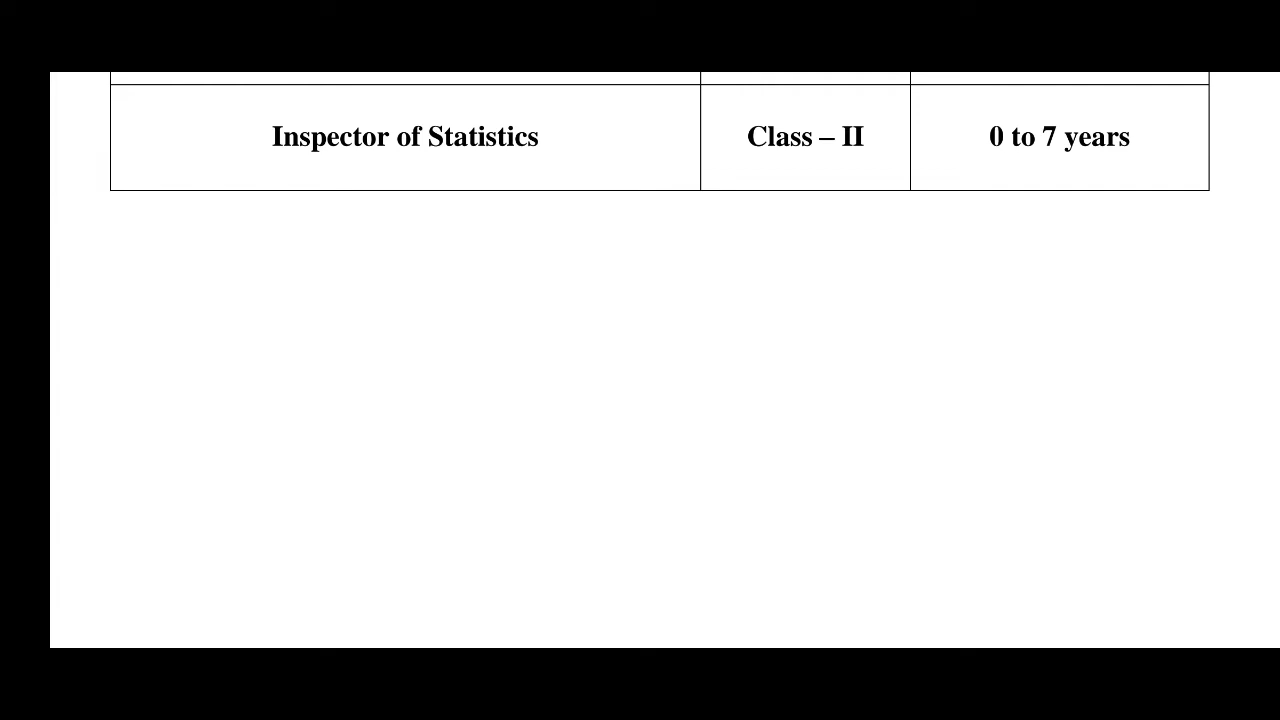 Inspector of Statistics Class – II 0 to 7 years